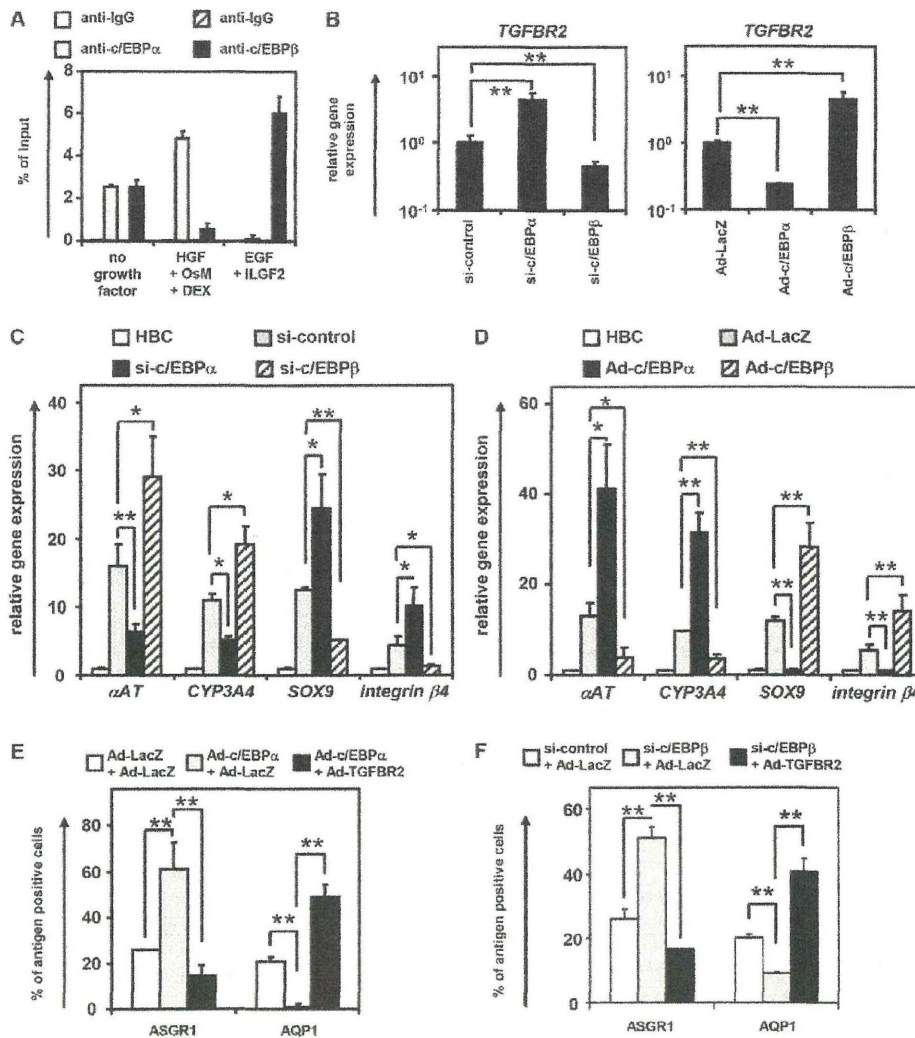 A
anti-IgG anti-IgG
anti-c/EBPα anti-c/EBPβ
% of input
8
6
4
2
0
no growth factor
HGF + OsM + DEX
EGF + ILGF2
B
TGFBR2
relative gene expression
10¹
10⁰
10⁻¹
**
**
si-control
si-c/EBPα
si-c/EBPβ
TGFBR2
10¹
10⁰
10⁻¹
**
**
Ad-LacZ
Ad-c/EBPα
Ad-c/EBPβ
C
HBC si-control
si-c/EBPα si-c/EBPβ
relative gene expression
40
30
20
10
0
* ** * * ** * * *
αAT CYP3A4 SOX9 integrin β4
D
HBC Ad-LacZ
Ad-c/EBPα Ad-c/EBPβ
relative gene expression
60
40
20
0
* * ** ** ** ** ** **
αAT CYP3A4 SOX9 integrin β4
E
Ad-LacZ + Ad-LacZ
Ad-c/EBPα + Ad-LacZ
Ad-c/EBPα + Ad-TGFBR2
% of antigen positive cells
80
60
40
20
0
** ** ** **
ASGR1 AQP1
F
si-control + Ad-LacZ
si-c/EBPβ + Ad-LacZ
si-c/EBPβ + Ad-TGFBR2
% of antigen positive cells
60
40
20
0
** ** ** **
ASGR1 AQP1